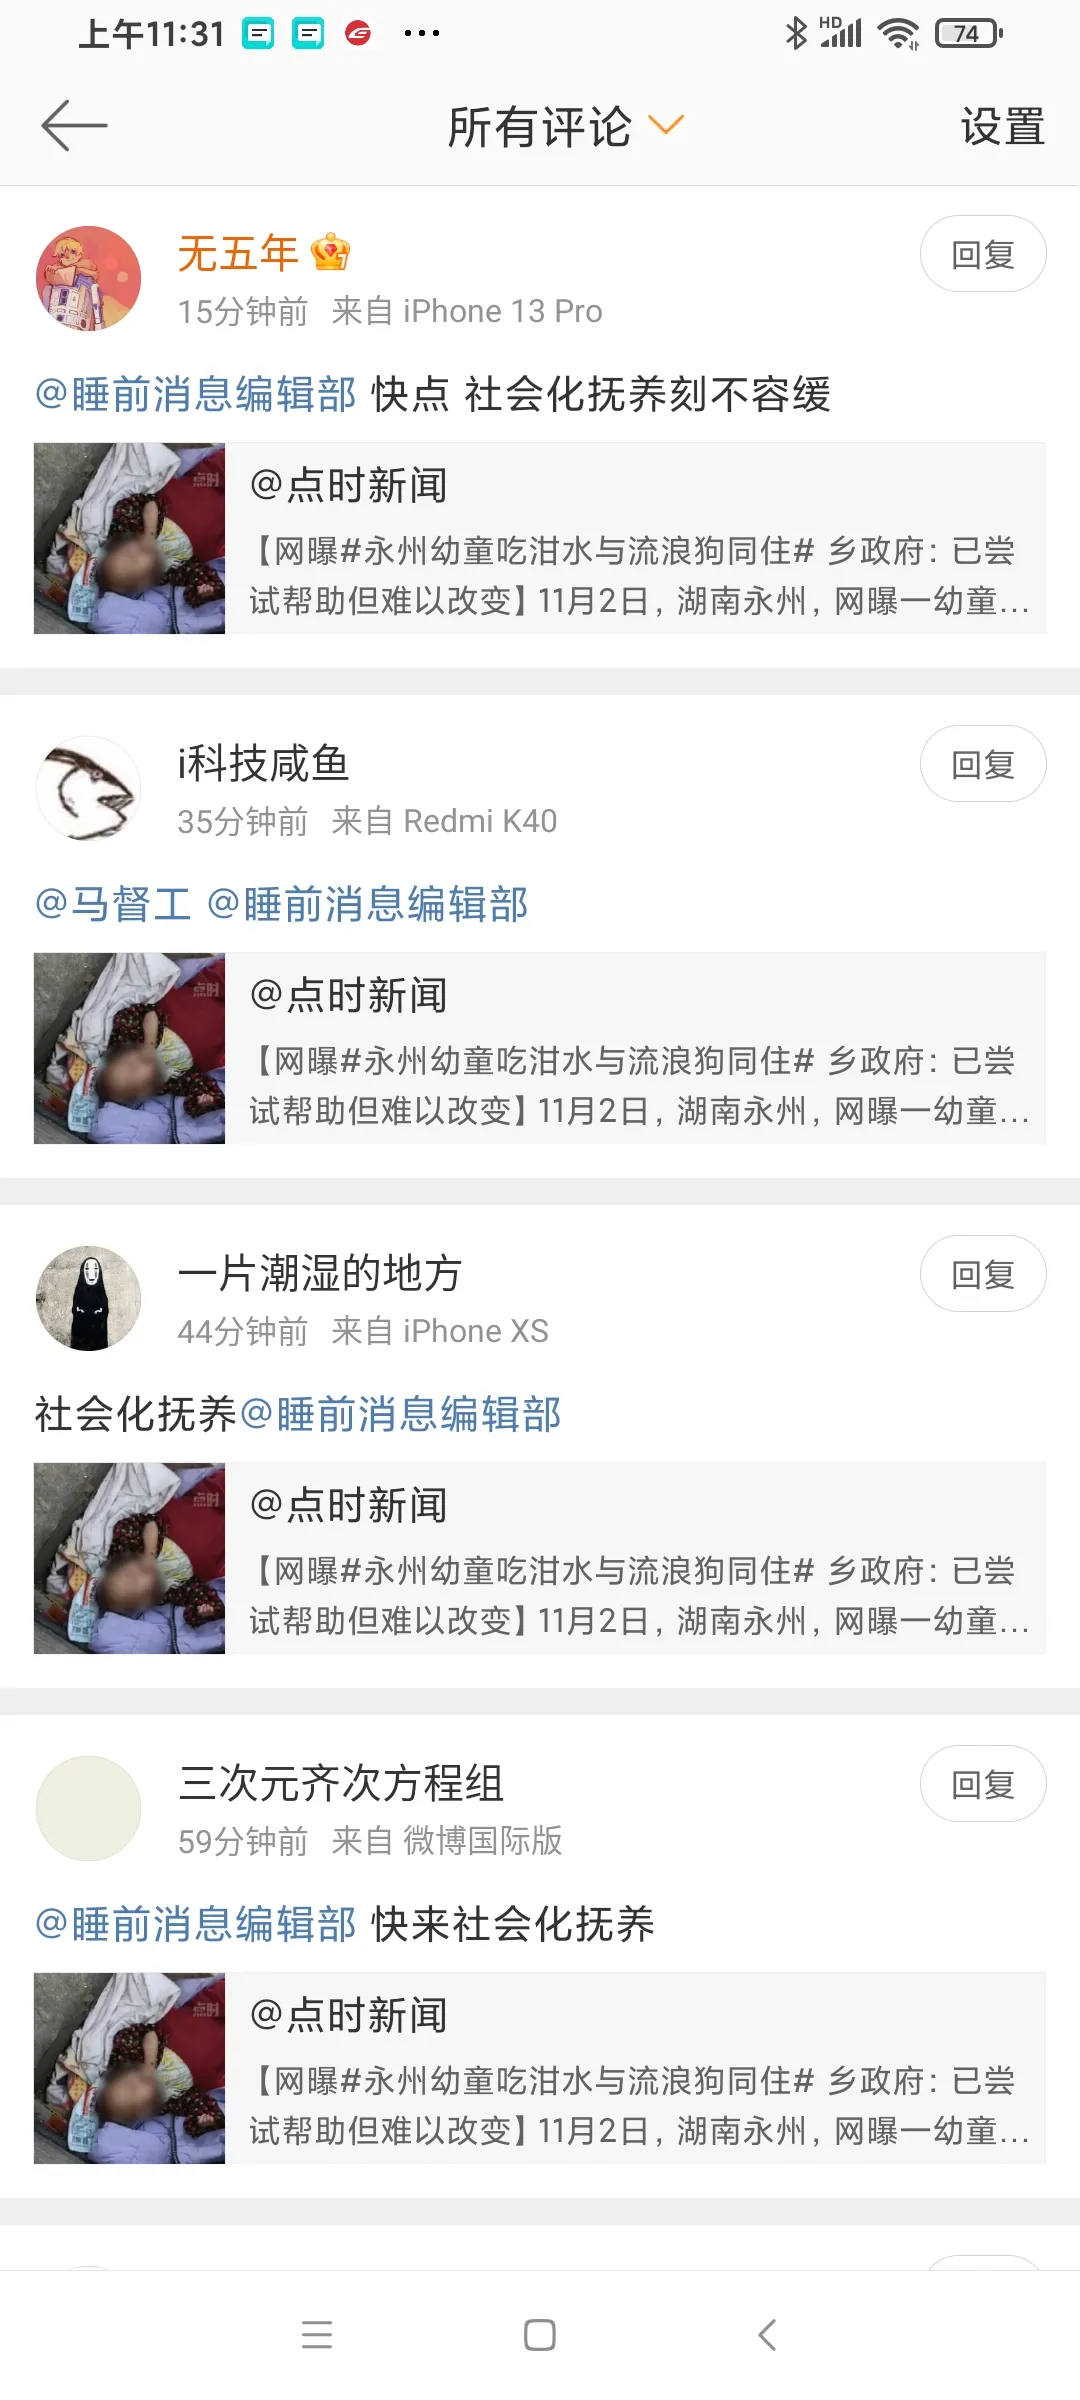 上午11:31
HD
74
所有评论
设置
无五年
回复
15分钟前 来自 iPhone 13 Pro
@睡前消息编辑部 快点 社会化抚养刻不容缓
点时
@点时新闻
【网曝#永州幼童吃泔水与流浪狗同住# 乡政府：已尝
试帮助但难以改变】11月2日，湖南永州，网曝一幼童...
i科技咸鱼
回复
35分钟前 来自 Redmi K40
@马督工 @睡前消息编辑部
点时
@点时新闻
【网曝#永州幼童吃泔水与流浪狗同住# 乡政府：已尝
试帮助但难以改变】11月2日，湖南永州，网曝一幼童...
一片潮湿的地方
回复
44分钟前 来自 iPhone XS
社会化抚养@睡前消息编辑部
点时
@点时新闻
【网曝#永州幼童吃泔水与流浪狗同住# 乡政府：已尝
试帮助但难以改变】11月2日，湖南永州，网曝一幼童...
三次元齐次方程组
回复
59分钟前 来自 微博国际版
@睡前消息编辑部 快来社会化抚养
点时
@点时新闻
【网曝#永州幼童吃泔水与流浪狗同住# 乡政府：已尝
试帮助但难以改变】11月2日，湖南永州，网曝一幼童...